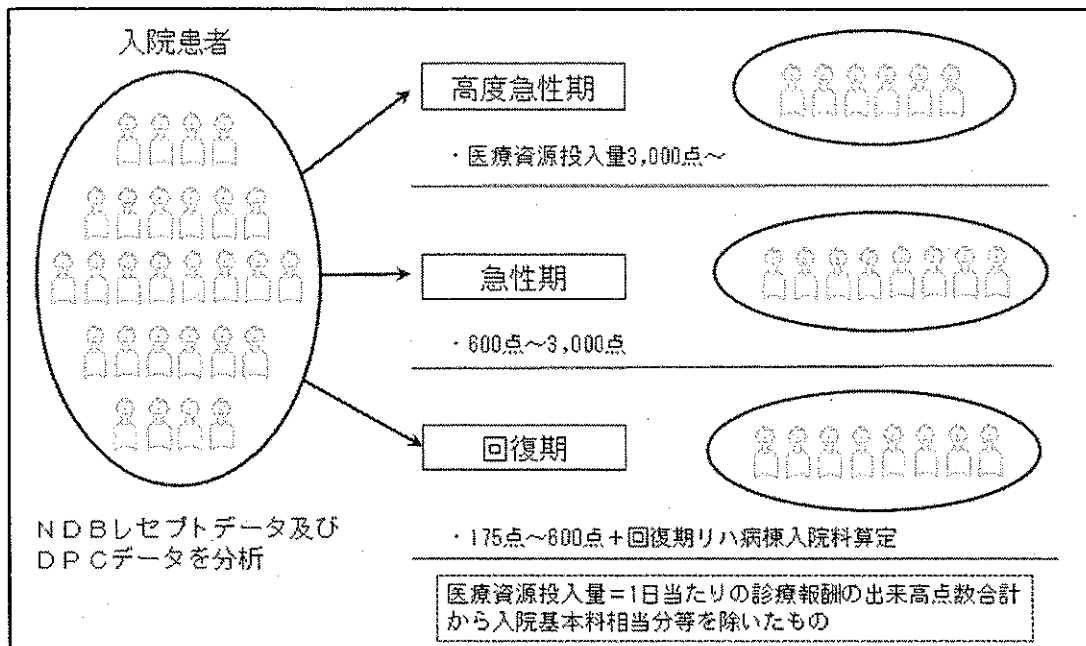 入院患者
高度急性期
・医療資源投入量3,000点～
急性期
・600点～3,000点
回復期
・175点～600点＋回復期リハ病棟入院料算定
ＮＤＢレセプトデータ及び
ＤＰＣデータを分析
医療資源投入量＝1日当たりの診療報酬の出来高点数合計
から入院基本料相当分等を除いたもの